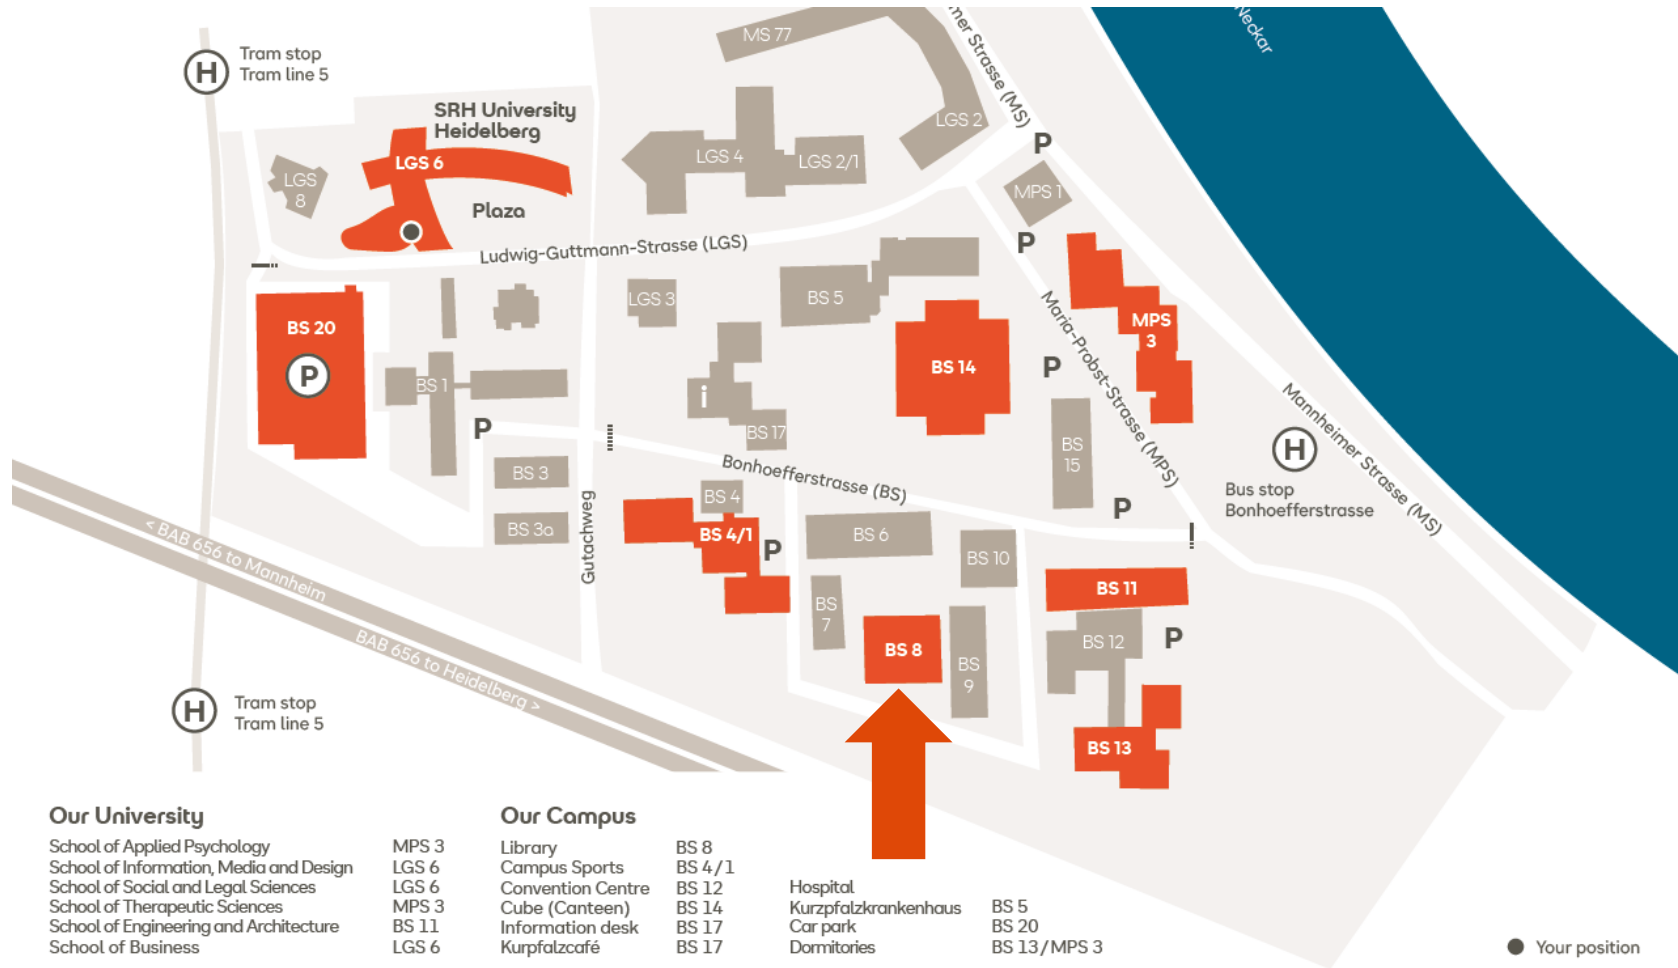 MS 77
mer Strasse (MS)
Neckar
H
Tram stop
Tram line 5
SRH University
Heidelberg
LGS 2
P
LGS 6
LGS 4
LGS 2/1
LGS
8
MPS 1
Plaza
P
Ludwig-Guttmann-Strasse (LGS)
LGS 3
BS 5
BS 20
P
MPS
3
Maria-Probst-Strasse (MPS)
BS 14
P
BS 1
i
P
BS 17
Mannheimer Strasse (MS)
BS
15
H
Bus stop
Bonhoefferstrasse
Bonhoefferstrasse (BS)
BS 3
BS 4
P
BS 3a
Gutachweg
BS 4/1
P
BS 6
BS 10
< BAB 656 to Mannheim
BAB 656 to Heidelberg >
BS 11
BS
7
BS 8
BS
9
BS 12
P
H
Tram stop
Tram line 5
BS 13
Our University
School of Applied Psychology MPS 3
School of Information, Media and Design LGS 6
School of Social and Legal Sciences LGS 6
School of Therapeutic Sciences MPS 3
School of Engineering and Architecture BS 11
School of Business LGS 6
Our Campus
Library BS 8
Campus Sports BS 4/1
Convention Centre BS 12
Cube (Canteen) BS 14
Information desk BS 17
Kurpfalzcafé BS 17
Hospital
Kurzpfalzkrankenhaus BS 5
Car park BS 20
Dormitories BS 13/MPS 3
Your position